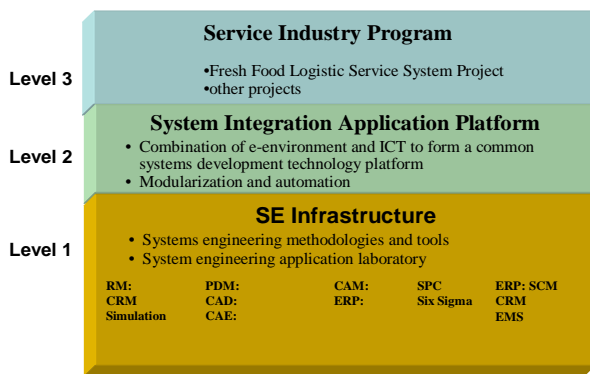 Service Industry Program
Level 3
•Fresh Food Logistic Service System Project
•other projects
System Integration Application Platform
Level 2
• Combination of e-environment and ICT to form a common
systems development technology platform
• Modularization and automation
SE Infrastructure
Level 1
• Systems engineering methodologies and tools
• System engineering application laboratory
RM: PDM: CAM: SPC ERP: SCM
CRM CAD: ERP: Six Sigma CRM
Simulation CAE: EMS